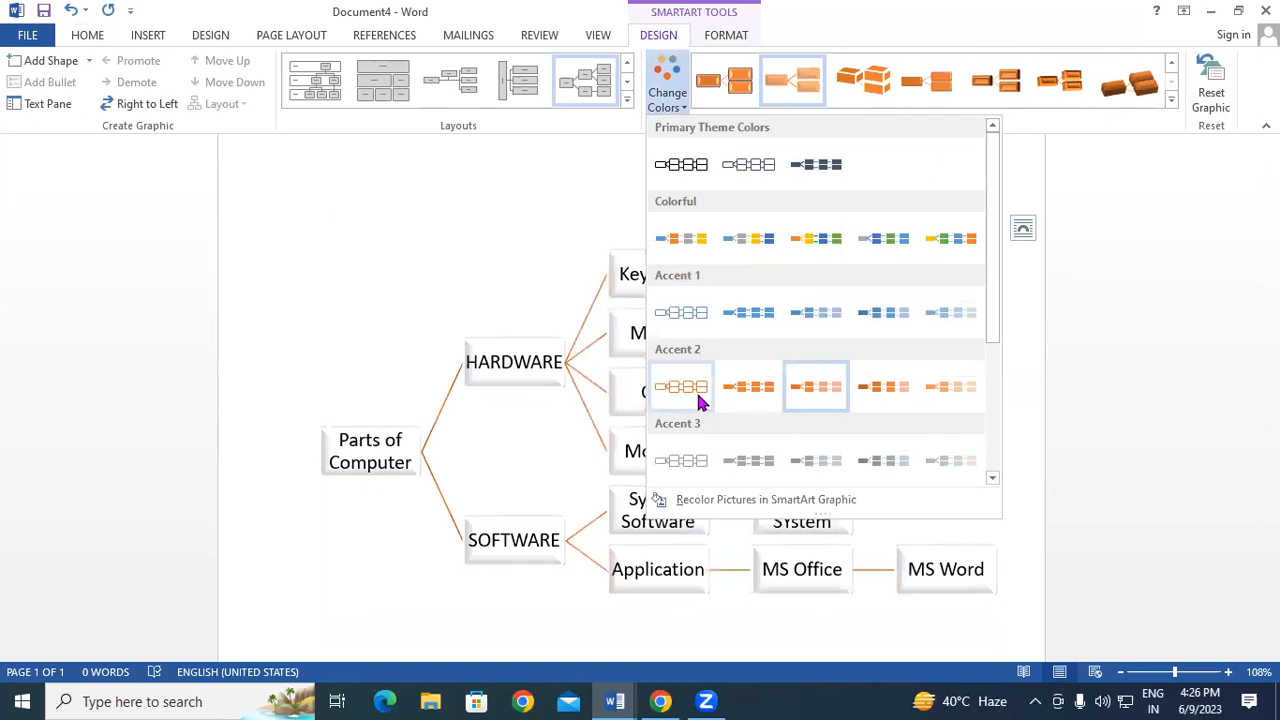 Document4 - Word
SMARTART TOOLS
?
FILE
HOME
INSERT
DESIGN
PAGE LAYOUT
REFERENCES
MAILINGS
REVIEW
VIEW
DESIGN
FORMAT
Sign in
Add Shape
Promote
Move Up
Add Bullet
Demote
Move Down
Text Pane
Right to Left
Layout
Create Graphic
Layouts
Change
Colors
Reset
Graphic
Reset
Primary Theme Colors
Colorful
Accent 1
Accent 2
Accent 3
Recolor Pictures in SmartArt Graphic
Key
HARDWARE
Parts of
Computer
SOFTWARE
Software
System
Application
MS Office
MS Word
PAGE 1 OF 1
0 WORDS
ENGLISH (UNITED STATES)
108%
Type here to search
40°C Haze
ENG
IN
4:26 PM
6/9/2023